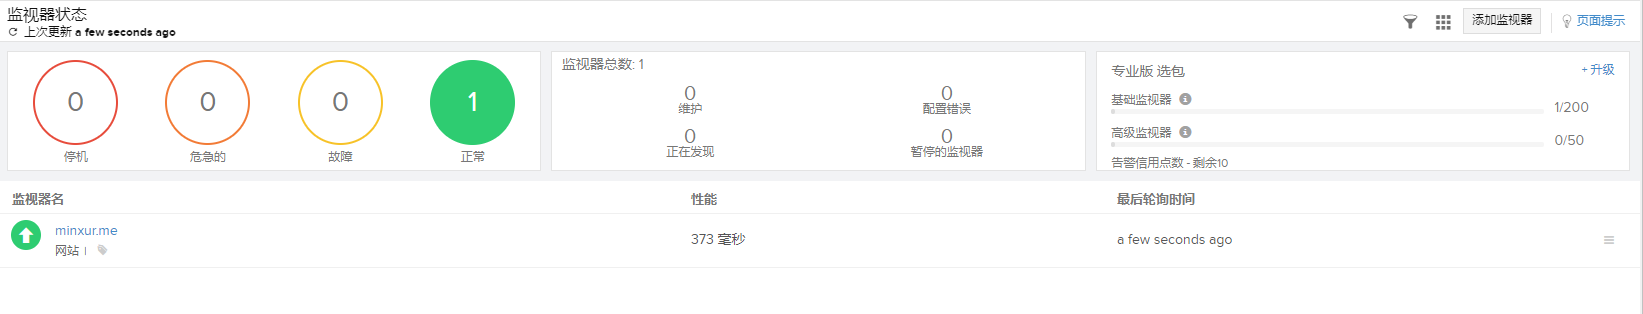 监视器状态
上次更新 a few seconds ago
添加监视器
页面提示
0
0
0
1
停机
危急的
故障
正常
监视器总数: 1
0
维护
0
配置错误
0
正在发现
0
暂停的监视器
专业版 选包
+ 升级
基础监视器
1/200
高级监视器
0/50
告警信用点数 - 剩余10
监视器名 性能 最后轮询时间
minxur.me
网站
373 毫秒
a few seconds ago